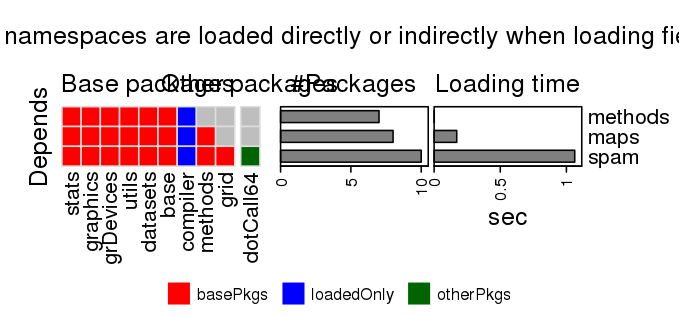 namespaces are loaded directly or indirectly when loading fie
Base packages
Other packages
#Packages
Loading time
Depends
methods
maps
spam
stats
graphics
grDevices
utils
datasets
base
compiler
methods
grid
dotCall64
0
5
10
0
0.5
1
sec
basePkgs
loadedOnly
otherPkgs